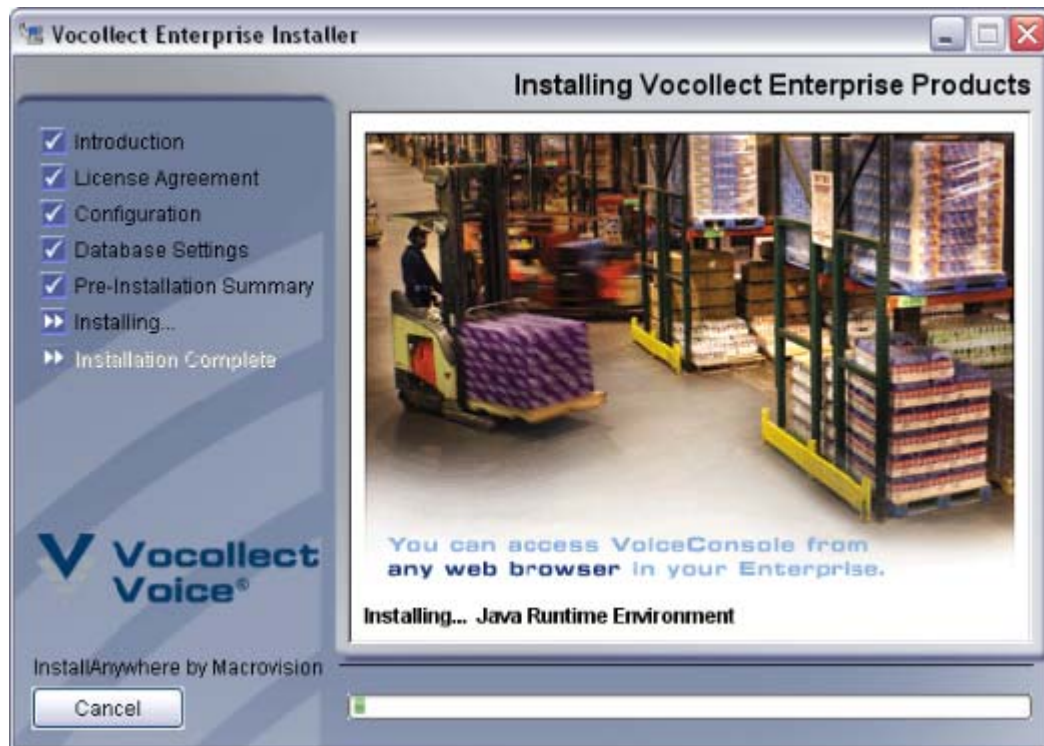 Vocollect Enterprise Installer
Installing Vocollect Enterprise Products
Introduction
License Agreement
Configuration
Database Settings
Pre-Installation Summary
Installing...
Installation Complete
Vocollect
Voice®
You can access VoiceConsole from
any web browser in your Enterprise.
Installing... Java Runtime Environment
InstallAnywhere by Macrovision
Cancel